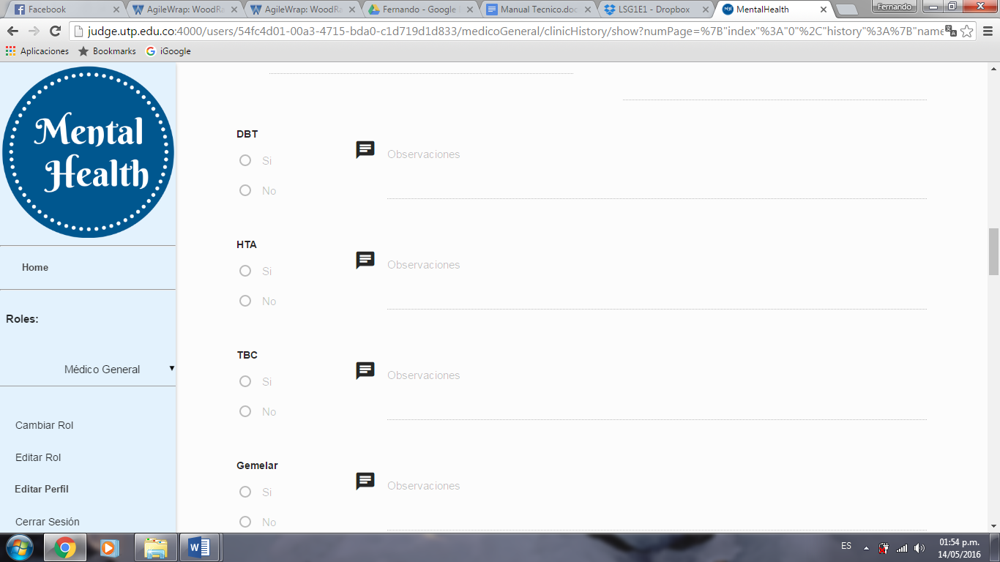 Facebook
AgileWrap: WoodRa
AgileWrap: WoodRa
Fernando - Google
Manual Tecnico.doc
LSG1E1 - Dropbox
MentalHealth
Fernando
judge.utp.edu.co:4000/users/54fc4d01-00a3-4715-bda0-c1d719d1d833/medicoGeneral/clinicHistory/show?numPage=%7B"index"%3A"0"%2C"history"%3A%7B"name
Aplicaciones
Bookmarks
iGoogle
Mental
Health
Home
Roles:
Médico General
Cambiar Rol
Editar Rol
Editar Perfil
Cerrar Sesión
DBT
Si
No
Observaciones
HTA
Si
No
Observaciones
TBC
Si
No
Observaciones
Gemelar
Si
No
Observaciones
ES
01:54 p.m.
14/05/2016